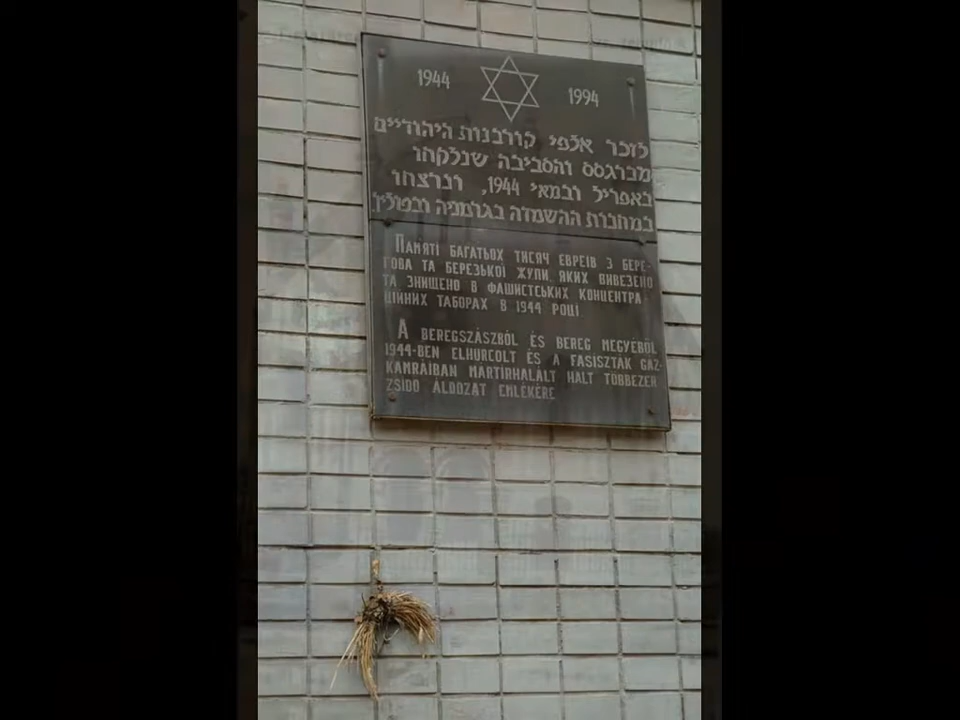 1944
1994
לזכר אלפי קורבנות היהודיים
מברגסס והסביבה שנלקחו
באפריל ובמאי 1944, ונרצחו
במחנות ההשמדה בגרמניה ובפולין
ПАМЯТІ БАГАТЬОХ ТИСЯЧ ЕВРЕЇВ З БЕРЕ-
ГОВА ТА БЕРЕЗЬКОЇ ЖУПИ, ЯКИХ ВИВЕЗЕНО
ТА ЗНИЩЕНО В ФАШИСТСЬКИХ КОНЦЕНТРА
ЦІЙНИХ ТАБОРАХ В 1944 РОЦІ
A BEREGSZÁSZBÓL ÉS BEREG MEGYÉBŐL
1944-BEN ELHURCOLT ÉS A FASISZTÁK GÁZ-
KAMRÁIBAN MÁRTÍRHALÁLT HALT TÖBBEZER
ZSIDÓ ÁLDOZAT EMLÉKÉRE